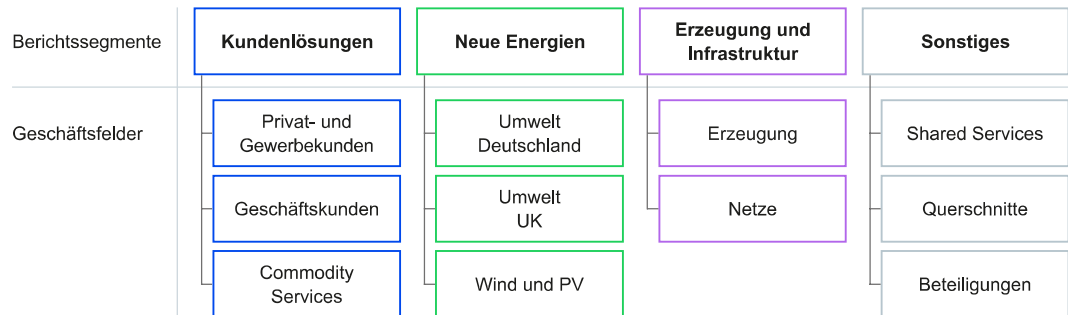 Berichtssegmente
Kundenlösungen
Neue Energien
Erzeugung und
Infrastruktur
Sonstiges
Geschäftsfelder
Privat- und
Gewerbekunden
Umwelt
Deutschland
Erzeugung
Shared Services
Geschäftskunden
Umwelt
UK
Netze
Querschnitte
Commodity
Services
Wind und PV
Beteiligungen